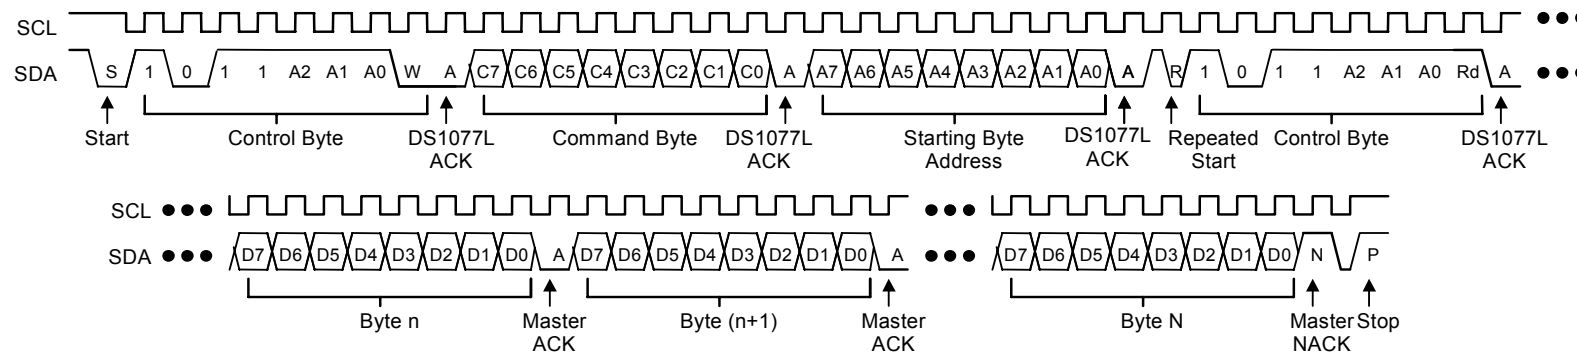 SCL
SDA S 1 0 1 1 A2 A1 A0 W A C7 C6 C5 C4 C3 C2 C1 C0 A A7 A6 A5 A4 A3 A2 A1 A0 A R 1 0 1 1 A2 A1 A0 Rd A
Start Control Byte DS1077L ACK Command Byte DS1077L ACK Starting Byte Address DS1077L ACK Repeated Start Control Byte DS1077L ACK
SCL
SDA D7 D6 D5 D4 D3 D2 D1 D0 A D7 D6 D5 D4 D3 D2 D1 D0 A D7 D6 D5 D4 D3 D2 D1 D0 N P
Byte n Master ACK Byte (n+1) Master ACK Byte N Master NACK Stop